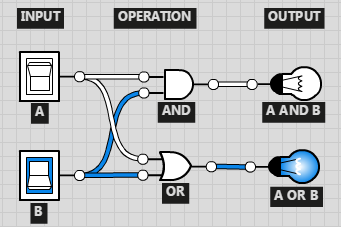 INPUT
OPERATION
OUTPUT
A
AND
A AND B
B
OR
A OR B